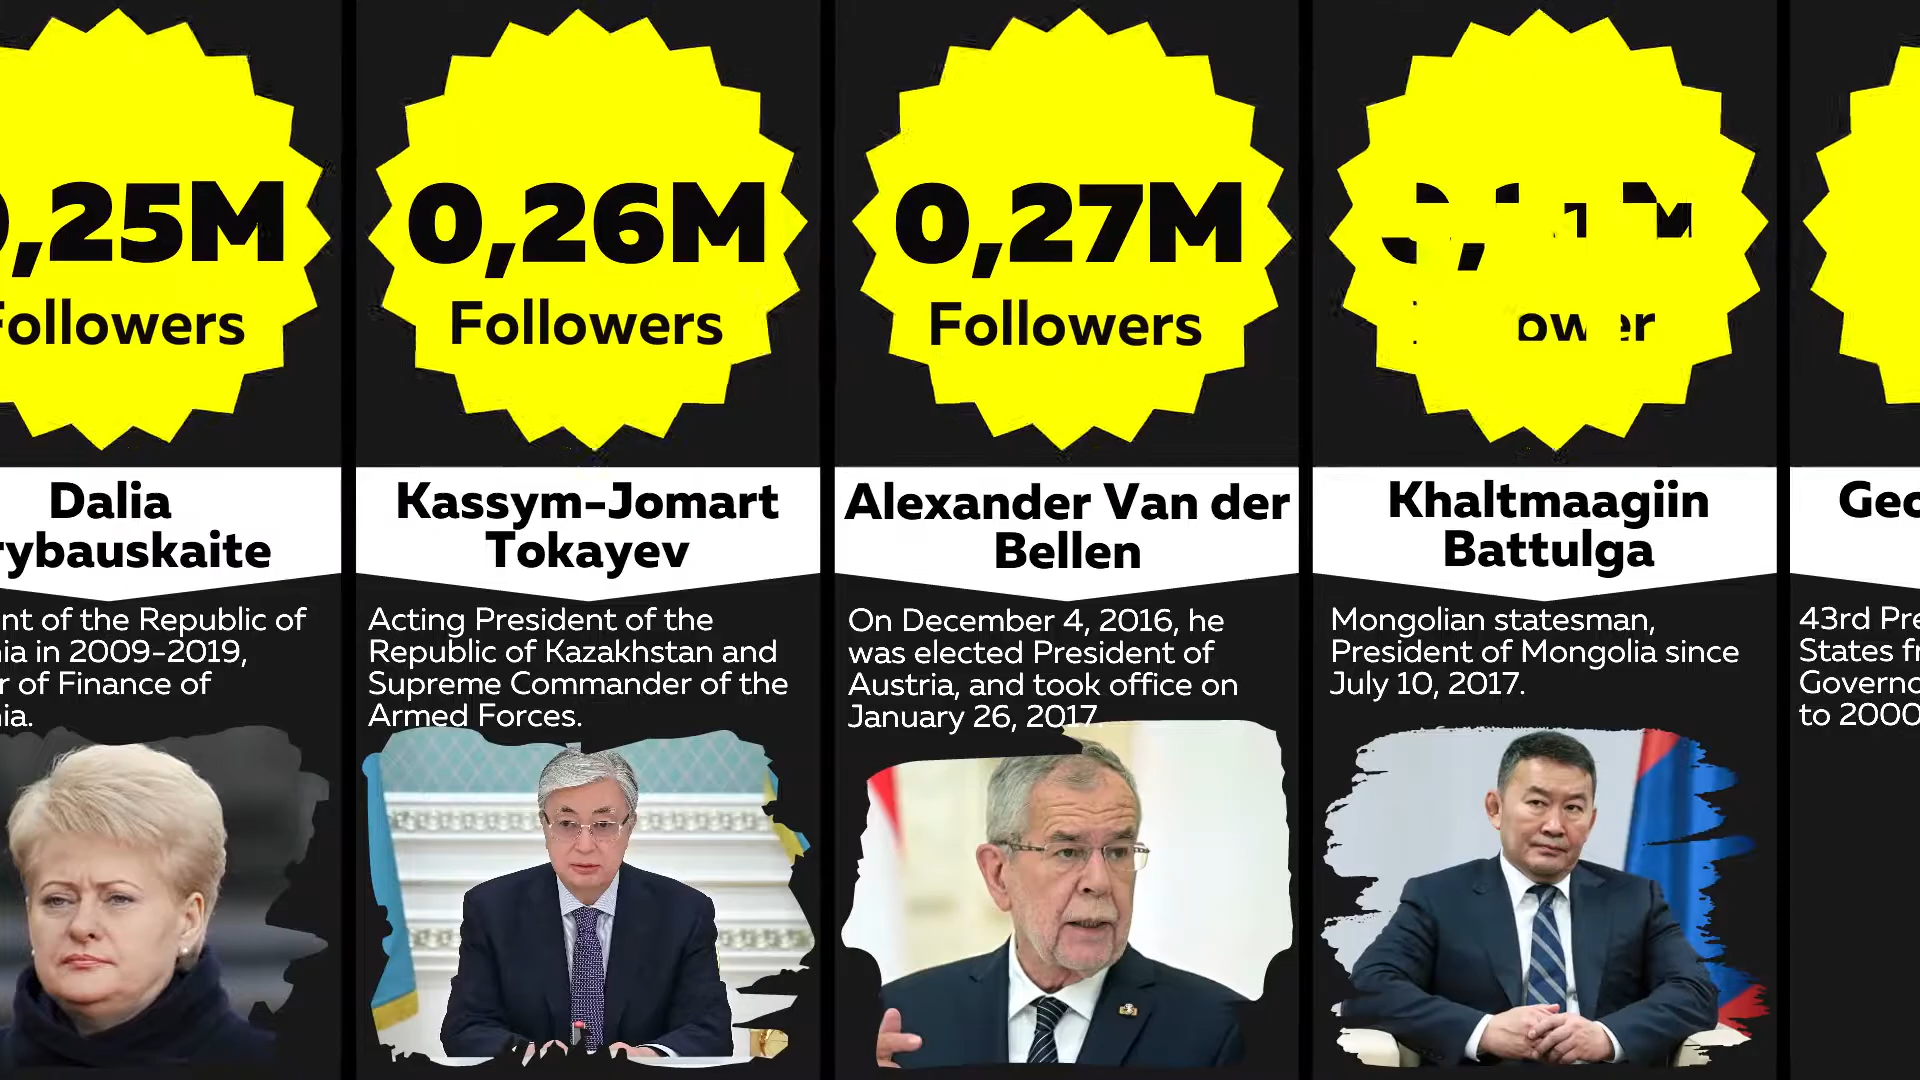 ,25M
Followers
Dalia
rybauskaite
nt of the Republic of
ia in 2009-2019,
r of Finance of
ia.
0,26M
Followers
Kassym-Jomart
Tokayev
Acting President of the
Republic of Kazakhstan and
Supreme Commander of the
Armed Forces.
0,27M
Followers
Alexander Van der
Bellen
On December 4, 2016, he
was elected President of
Austria, and took office on
January 26, 2017.
Khaltmaagiin
Battulga
Mongolian statesman,
President of Mongolia since
July 10, 2017.
Geo
43rd Pre
States fr
Governo
to 2000